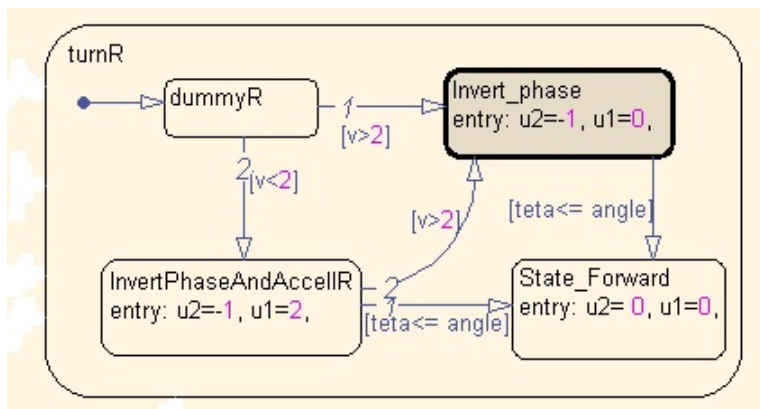 turnR
dummyR
1
[v>2]
Invert_phase
entry: u2=-1, u1=0,
2
[v<2]
[v>2]
[teta<= angle]
InvertPhaseAndAccelIR
entry: u2=-1, u1=2,
2
1
[teta<= angle]
State_Forward
entry: u2= 0, u1=0,